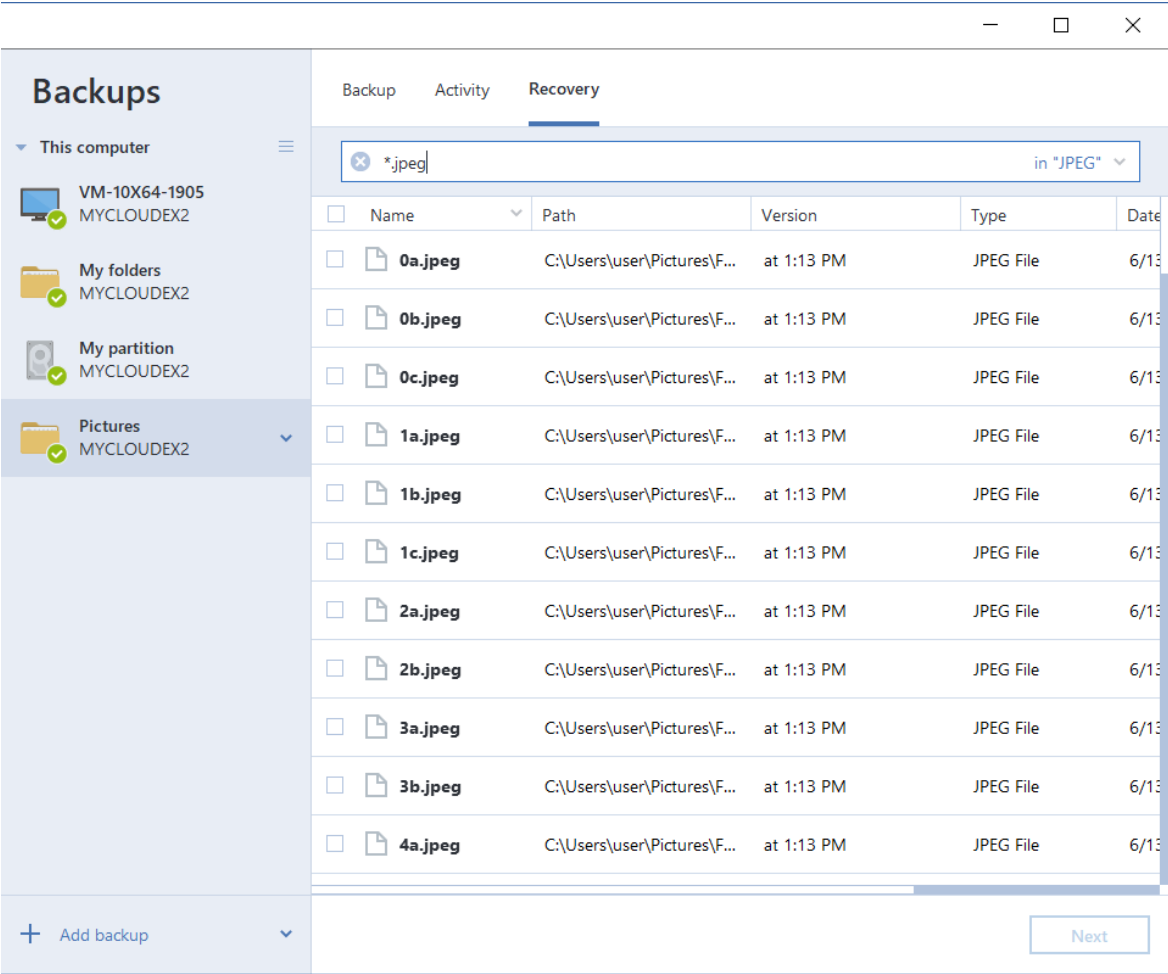 Backups
This computer
VM-10X64-1905
MYCLOUDEX2
My folders
MYCLOUDEX2
My partition
MYCLOUDEX2
Pictures
MYCLOUDEX2
Add backup
Backup Activity Recovery
*.jpeg in "JPEG"
Name Path Version Type Date
0a.jpeg C:\Users\user\Pictures\F... at 1:13 PM JPEG File 6/13
0b.jpeg C:\Users\user\Pictures\F... at 1:13 PM JPEG File 6/13
0c.jpeg C:\Users\user\Pictures\F... at 1:13 PM JPEG File 6/13
1a.jpeg C:\Users\user\Pictures\F... at 1:13 PM JPEG File 6/13
1b.jpeg C:\Users\user\Pictures\F... at 1:13 PM JPEG File 6/13
1c.jpeg C:\Users\user\Pictures\F... at 1:13 PM JPEG File 6/13
2a.jpeg C:\Users\user\Pictures\F... at 1:13 PM JPEG File 6/13
2b.jpeg C:\Users\user\Pictures\F... at 1:13 PM JPEG File 6/13
3a.jpeg C:\Users\user\Pictures\F... at 1:13 PM JPEG File 6/13
3b.jpeg C:\Users\user\Pictures\F... at 1:13 PM JPEG File 6/13
4a.jpeg C:\Users\user\Pictures\F... at 1:13 PM JPEG File 6/13
Next